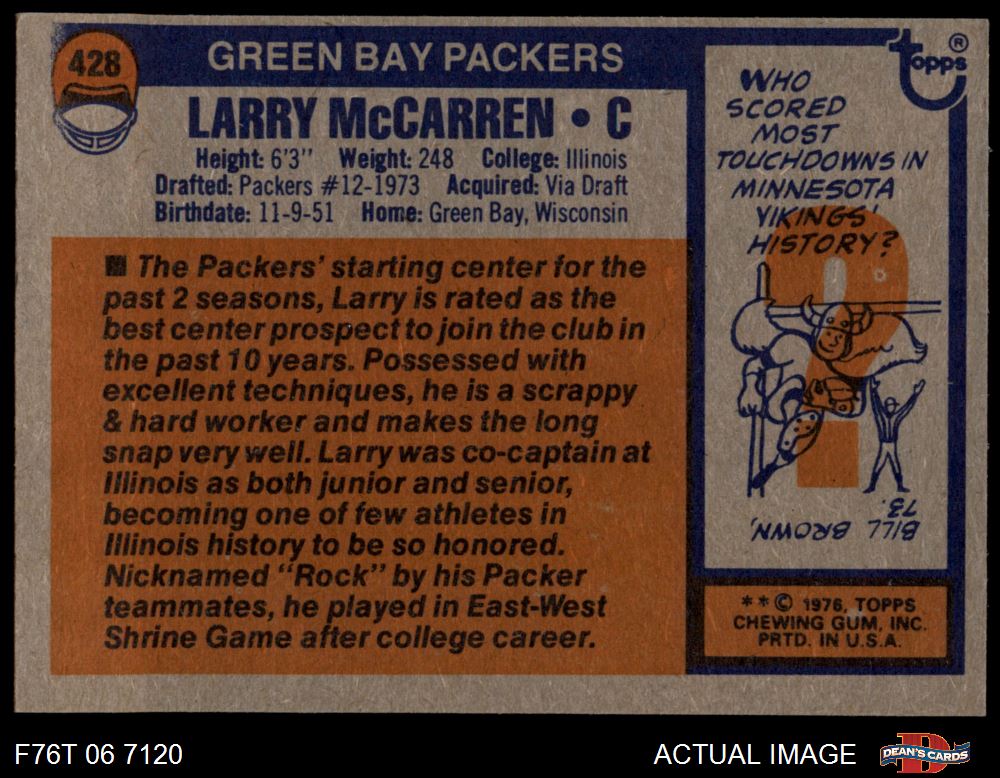 428
GREEN BAY PACKERS
LARRY McCARREN • C
Height: 6'3" Weight: 248 College: Illinois
Drafted: Packers #12-1973 Acquired: Via Draft
Birthdate: 11-9-51 Home: Green Bay, Wisconsin
■ The Packers' starting center for the
past 2 seasons, Larry is rated as the
best center prospect to join the club in
the past 10 years. Possessed with
excellent techniques, he is a scrappy
& hard worker and makes the long
snap very well. Larry was co-captain at
Illinois as both junior and senior,
becoming one of few athletes in
Illinois history to be so honored.
Nicknamed "Rock" by his Packer
teammates, he played in East-West
Shrine Game after college career.
topps®
WHO
SCORED
MOST
TOUCHDOWNS IN
MINNESOTA
VIKINGS'
HISTORY?
?
BILL BROWN,
73.
**© 1976, TOPPS
CHEWING GUM, INC.
PRTD. IN U.S.A.
F76T 06 7120
ACTUAL IMAGE
D
DEAN'S CARDS